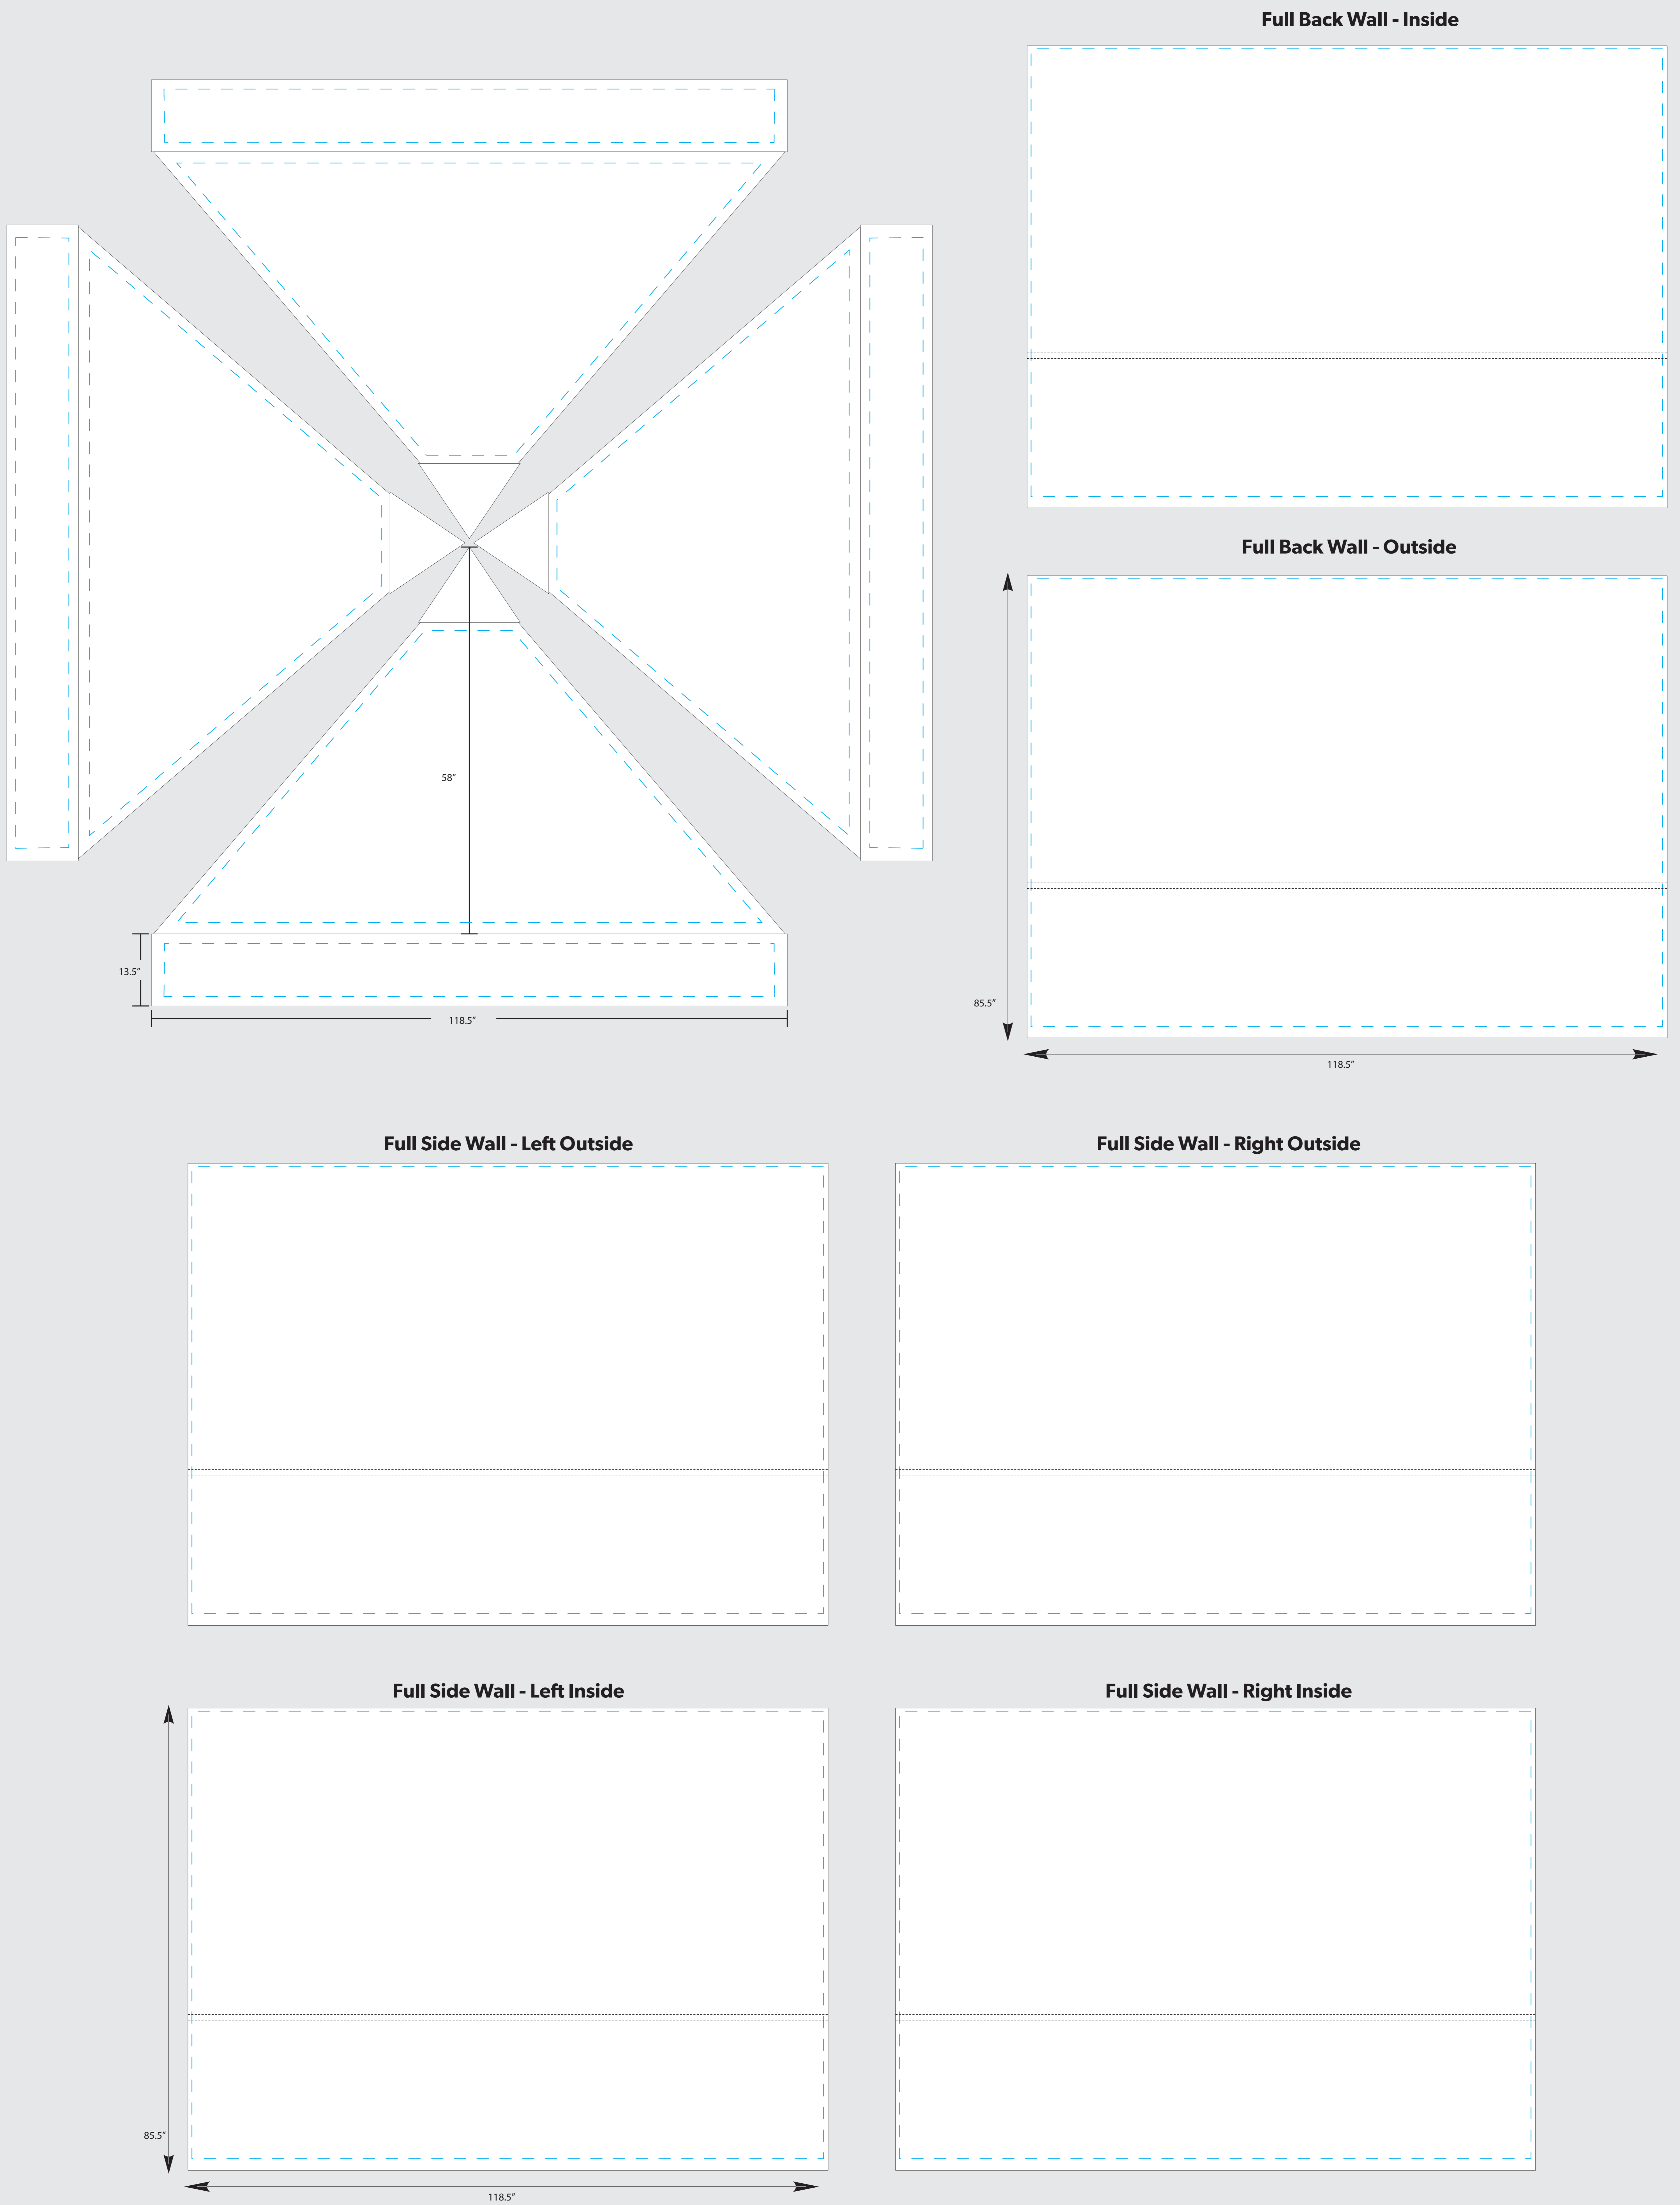 Full Back Wall - Inside
Full Back Wall - Outside
58”
13.5”
118.5”
85.5”
118.5”
Full Side Wall - Left Outside
Full Side Wall - Right Outside
Full Side Wall - Left Inside
Full Side Wall - Right Inside
85.5”
118.5”